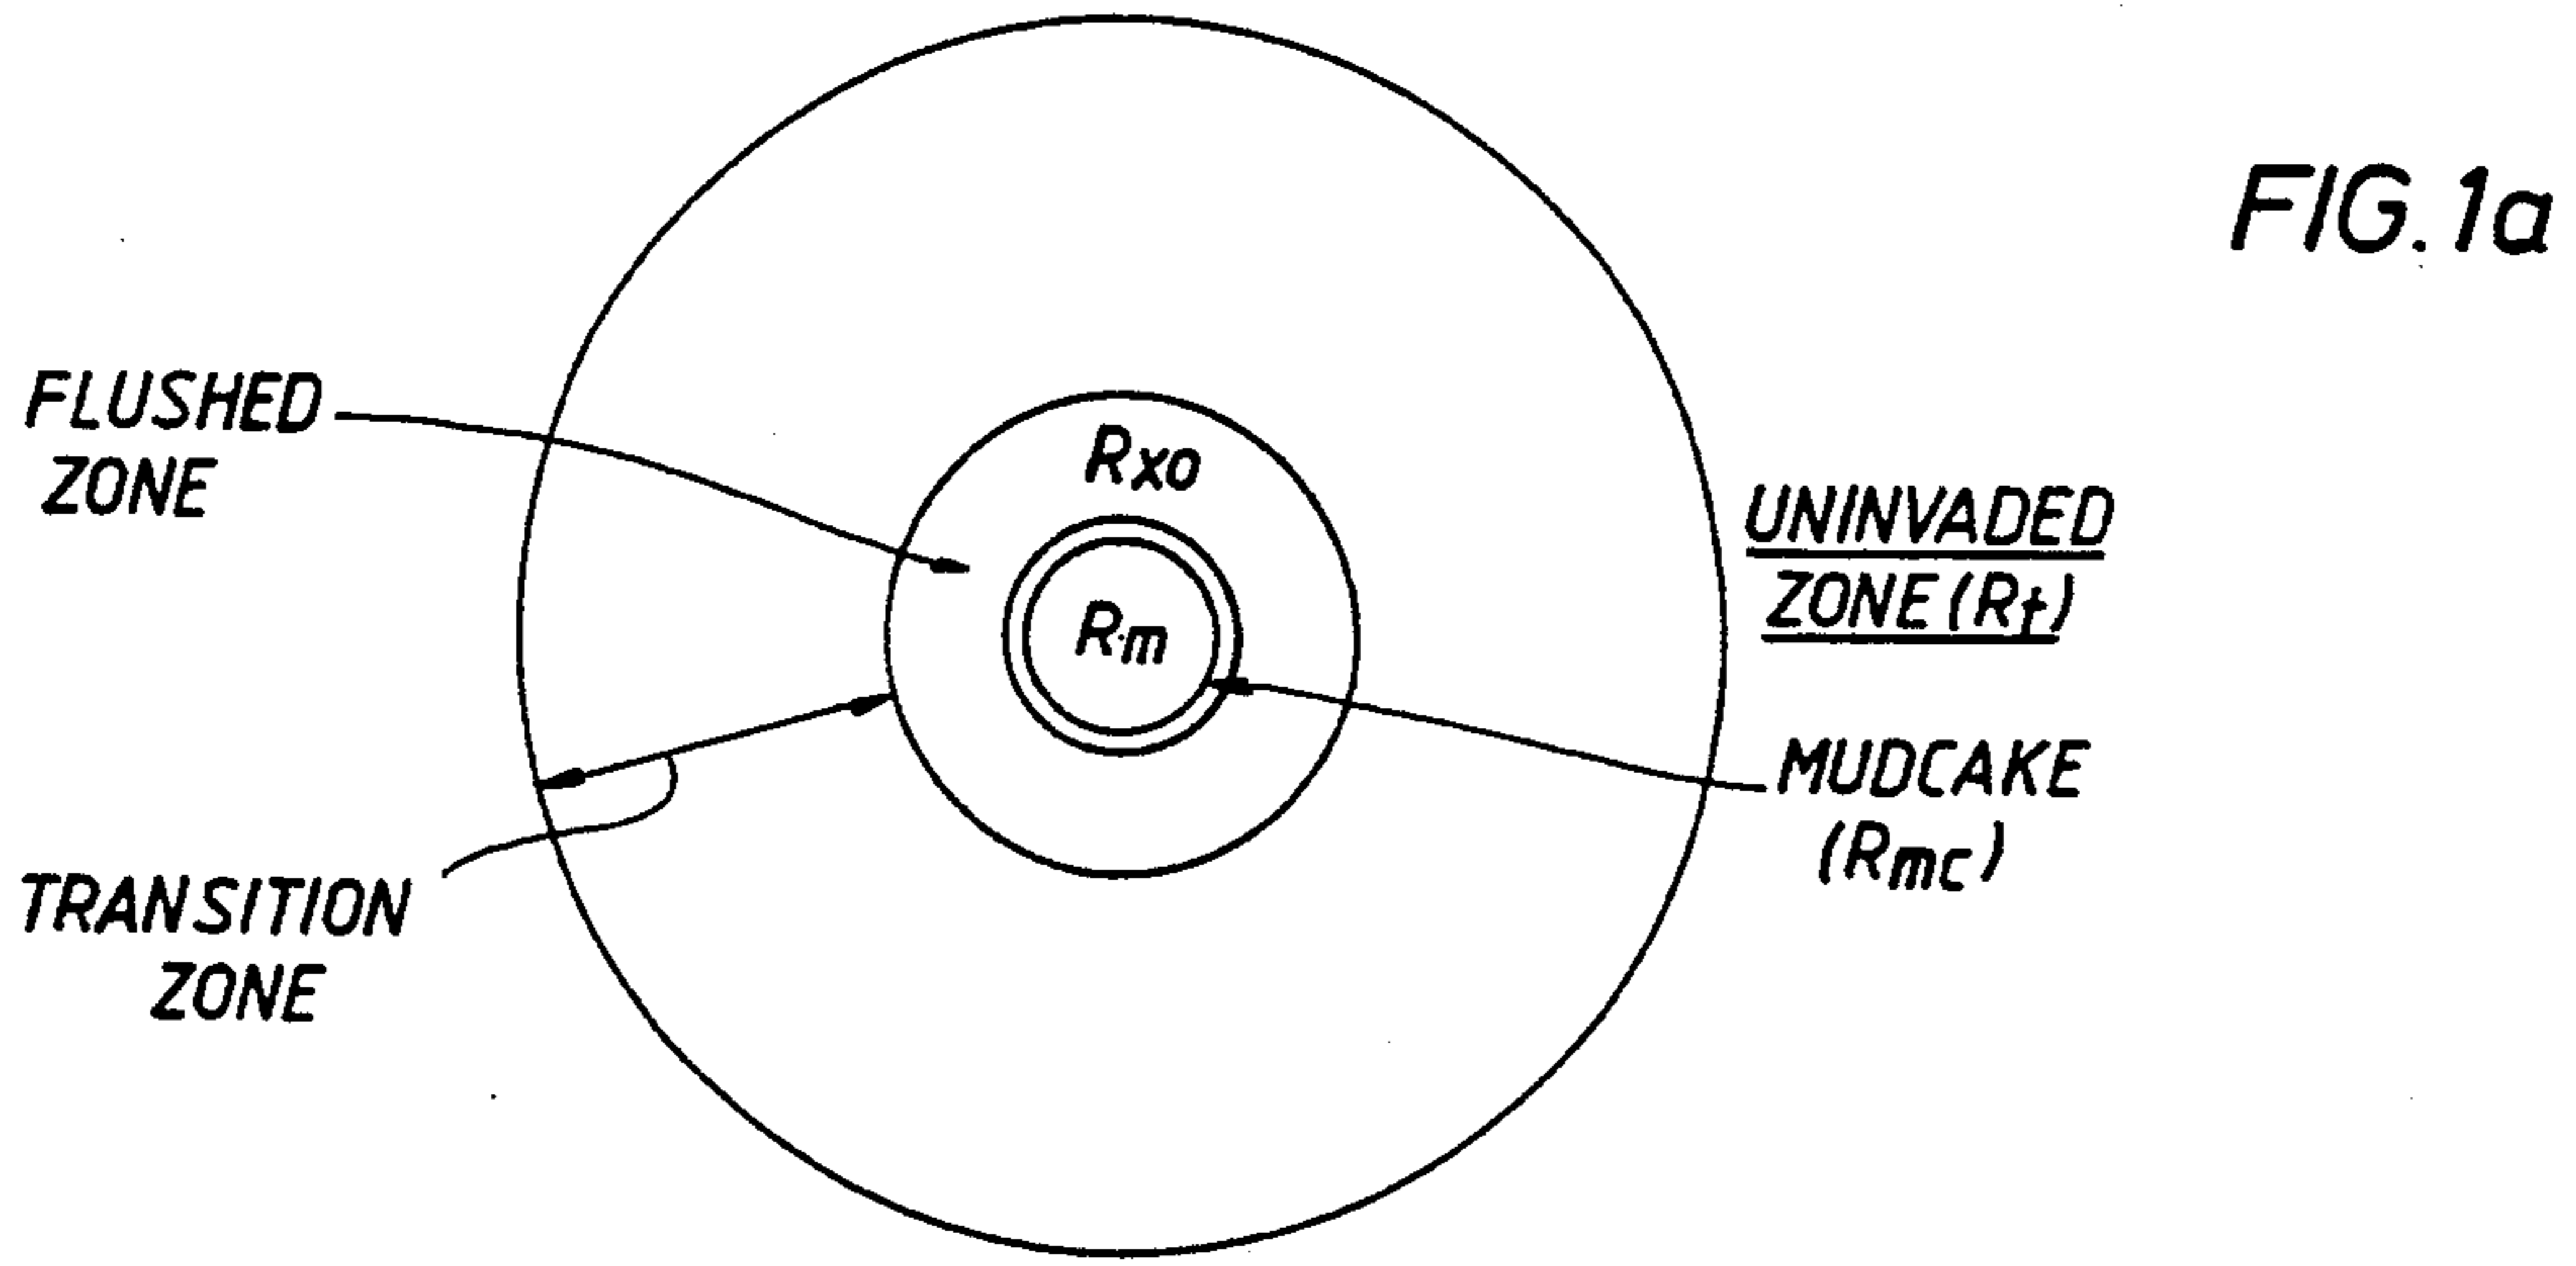 FIG.1a
FLUSHED
ZONE
Rxo
UNINVADED
ZONE (Rt)
Rm
MUDCAKE
(Rmc)
TRANSITION
ZONE